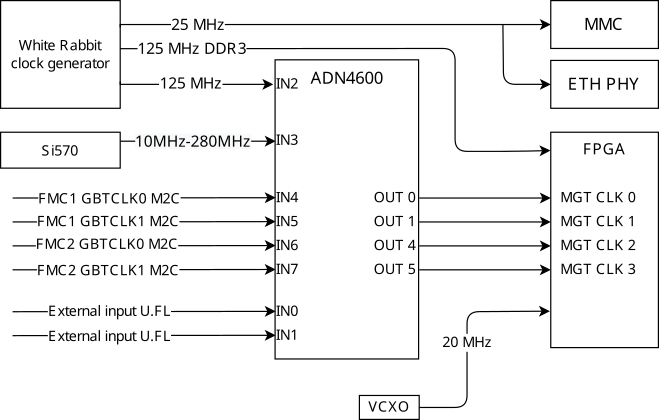 White Rabbit
clock generator
25 MHz
125 MHz DDR3
125 MHz
MMC
ETH PHY
ADN4600
IN2
Si570
10MHz-280MHz
IN3
FPGA
FMC1 GBTCLK0 M2C
IN4
OUT 0
MGT CLK 0
FMC1 GBTCLK1 M2C
IN5
OUT 1
MGT CLK 1
FMC2 GBTCLK0 M2C
IN6
OUT 4
MGT CLK 2
FMC2 GBTCLK1 M2C
IN7
OUT 5
MGT CLK 3
External input U.FL
IN0
External input U.FL
IN1
20 MHz
VCXO